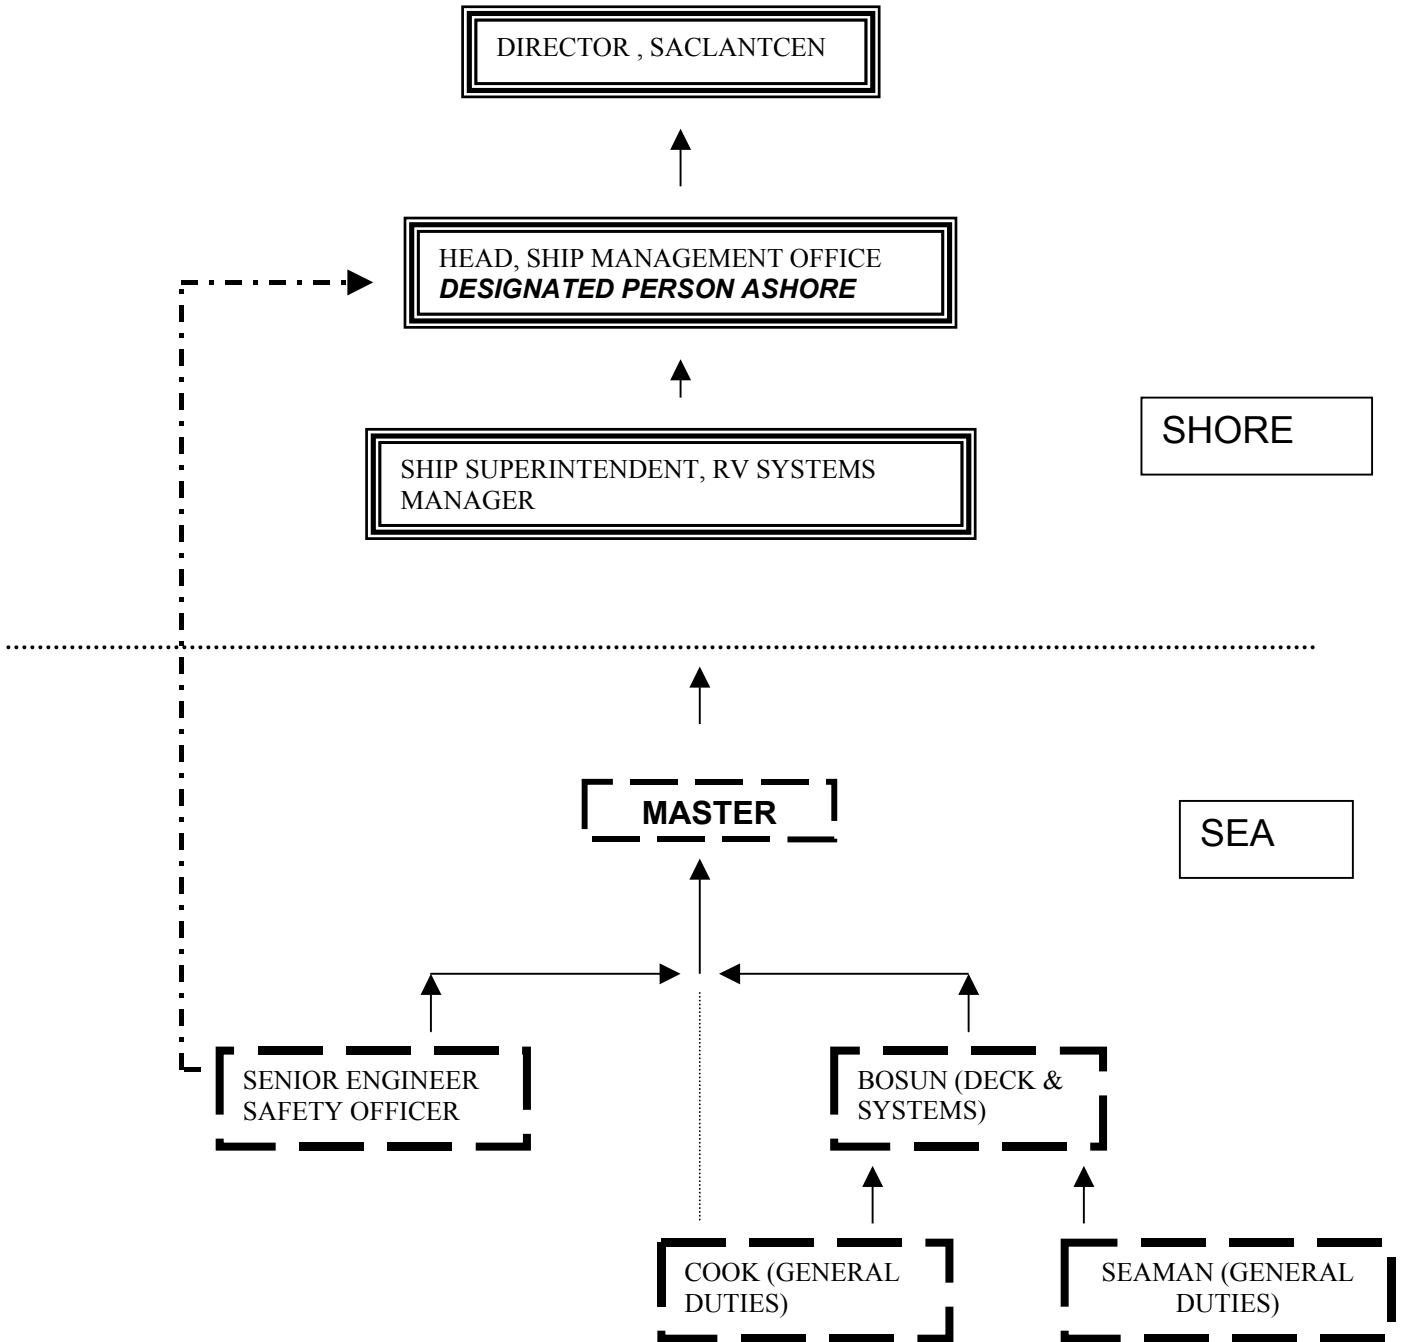 DIRECTOR , SACLANTCEN
HEAD, SHIP MANAGEMENT OFFICE
DESIGNATED PERSON ASHORE
SHORE
SHIP SUPERINTENDENT, RV SYSTEMS
MANAGER
MASTER
SEA
SENIOR ENGINEER
SAFETY OFFICER
BOSUN (DECK &
SYSTEMS)
COOK (GENERAL
DUTIES)
SEAMAN (GENERAL
DUTIES)